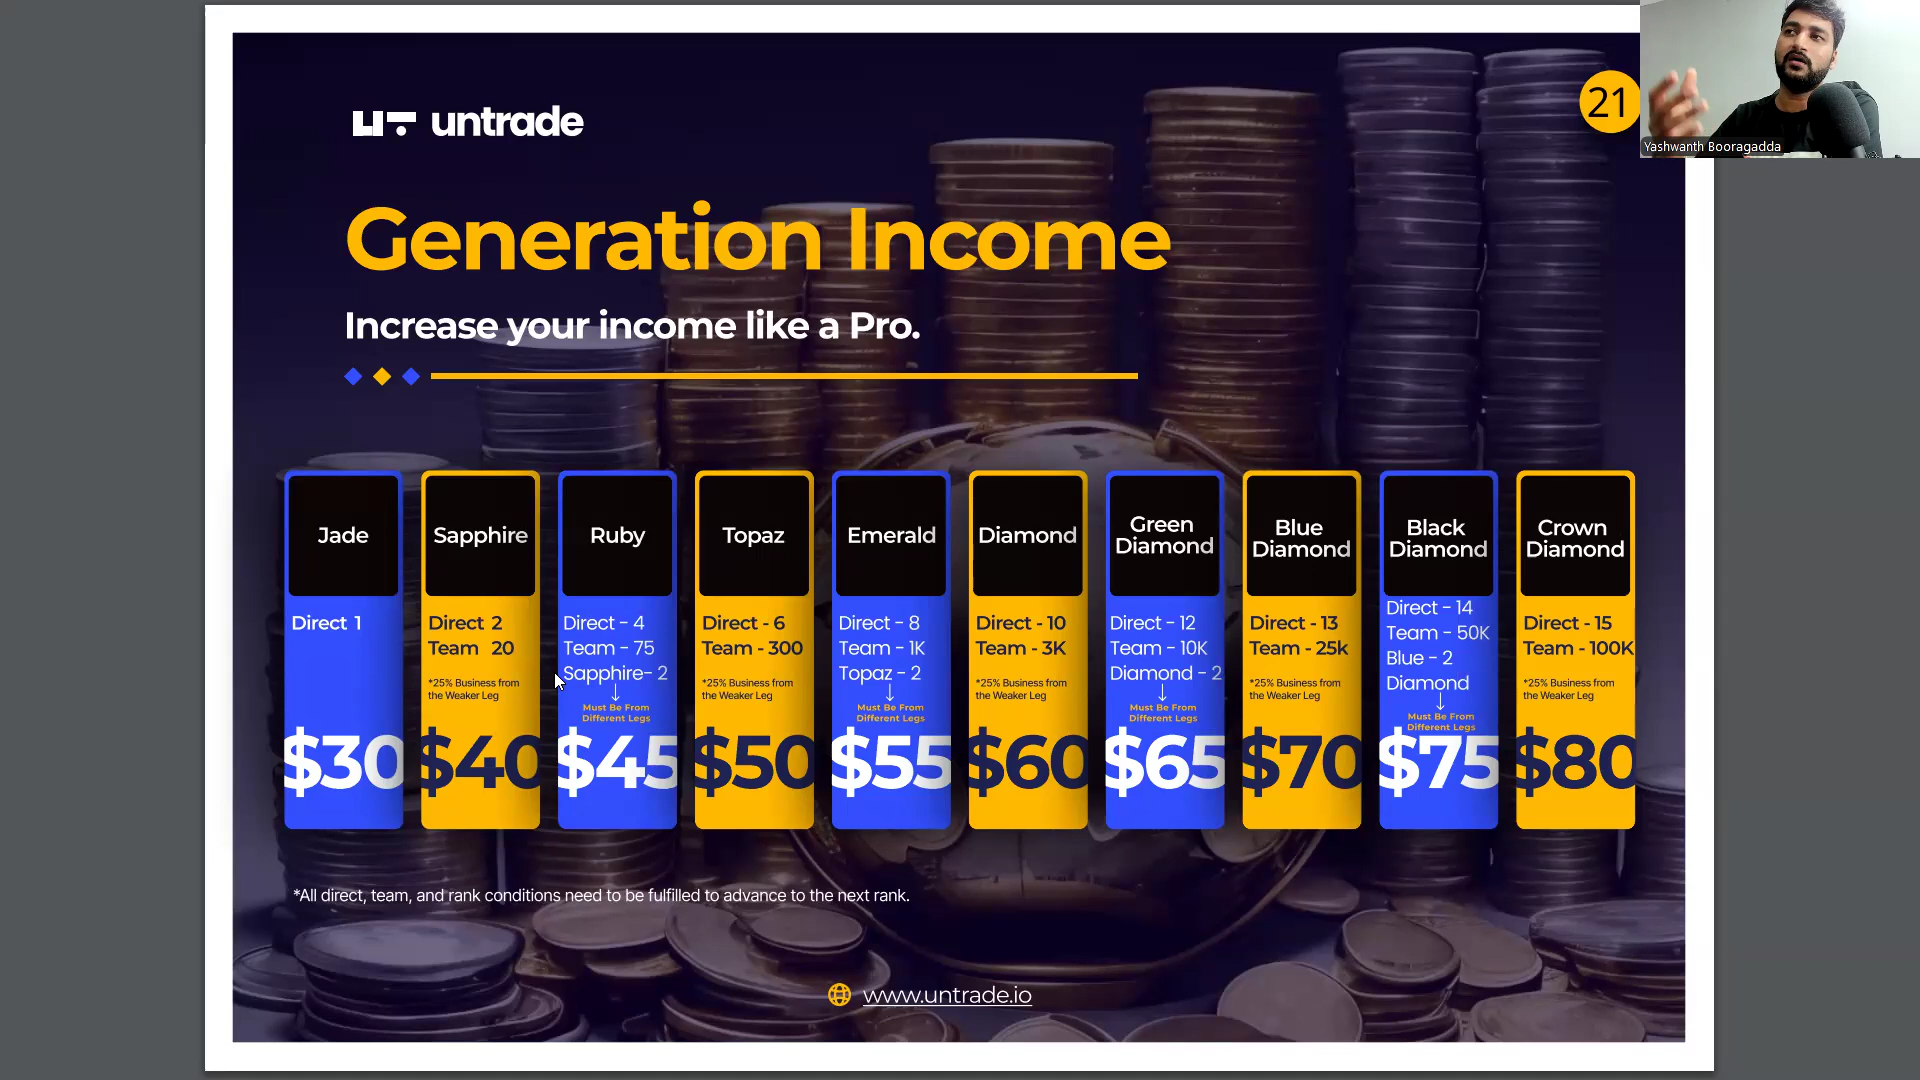 untrade
21
Yashwanth Booragadda
Generation Income
Increase your income like a Pro.
Jade
Direct 1
$30
Sapphire
Direct 2
Team 20
*25% Business from
the Weaker Leg
$40
Ruby
Direct - 4
Team - 75
Sapphire- 2
Must Be From
Different Legs
$45
Topaz
Direct - 6
Team - 300
*25% Business from
the Weaker Leg
$50
Emerald
Direct - 8
Team - 1K
Topaz - 2
Must Be From
Different Legs
$55
Diamond
Direct - 10
Team - 3K
*25% Business from
the Weaker Leg
$60
Green
Diamond
Direct - 12
Team - 10K
Diamond - 2
Must Be From
Different Legs
$65
Blue
Diamond
Direct - 13
Team - 25k
*25% Business from
the Weaker Leg
$70
Black
Diamond
Direct - 14
Team - 50K
Blue - 2
Diamond
Must Be From
Different Legs
$75
Crown
Diamond
Direct - 15
Team - 100K
*25% Business from
the Weaker Leg
$80
*All direct, team, and rank conditions need to be fulfilled to advance to the next rank.
www.untrade.io